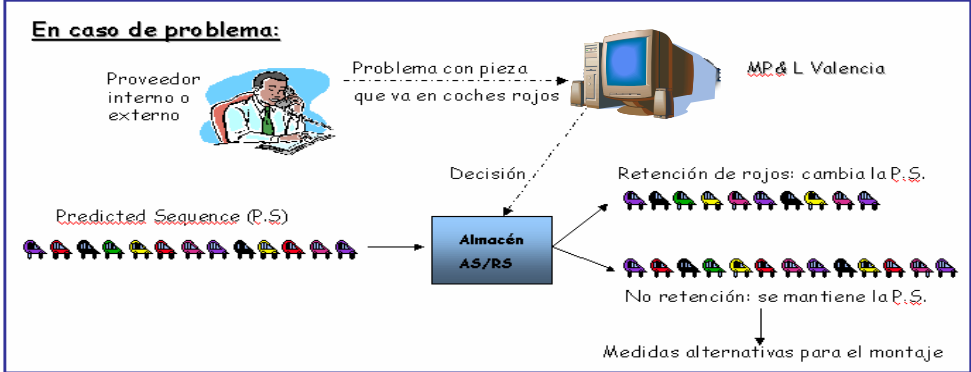 En caso de problema:
Proveedor
interno o
externo
Problema con pieza
que va en coches rojos
MP & L Valencia
Decisión
Retención de rojos: cambia la P.S.
Predicted Sequence (P.S)
Almacén
AS/RS
No retención: se mantiene la P.S.
Medidas alternativas para el montaje